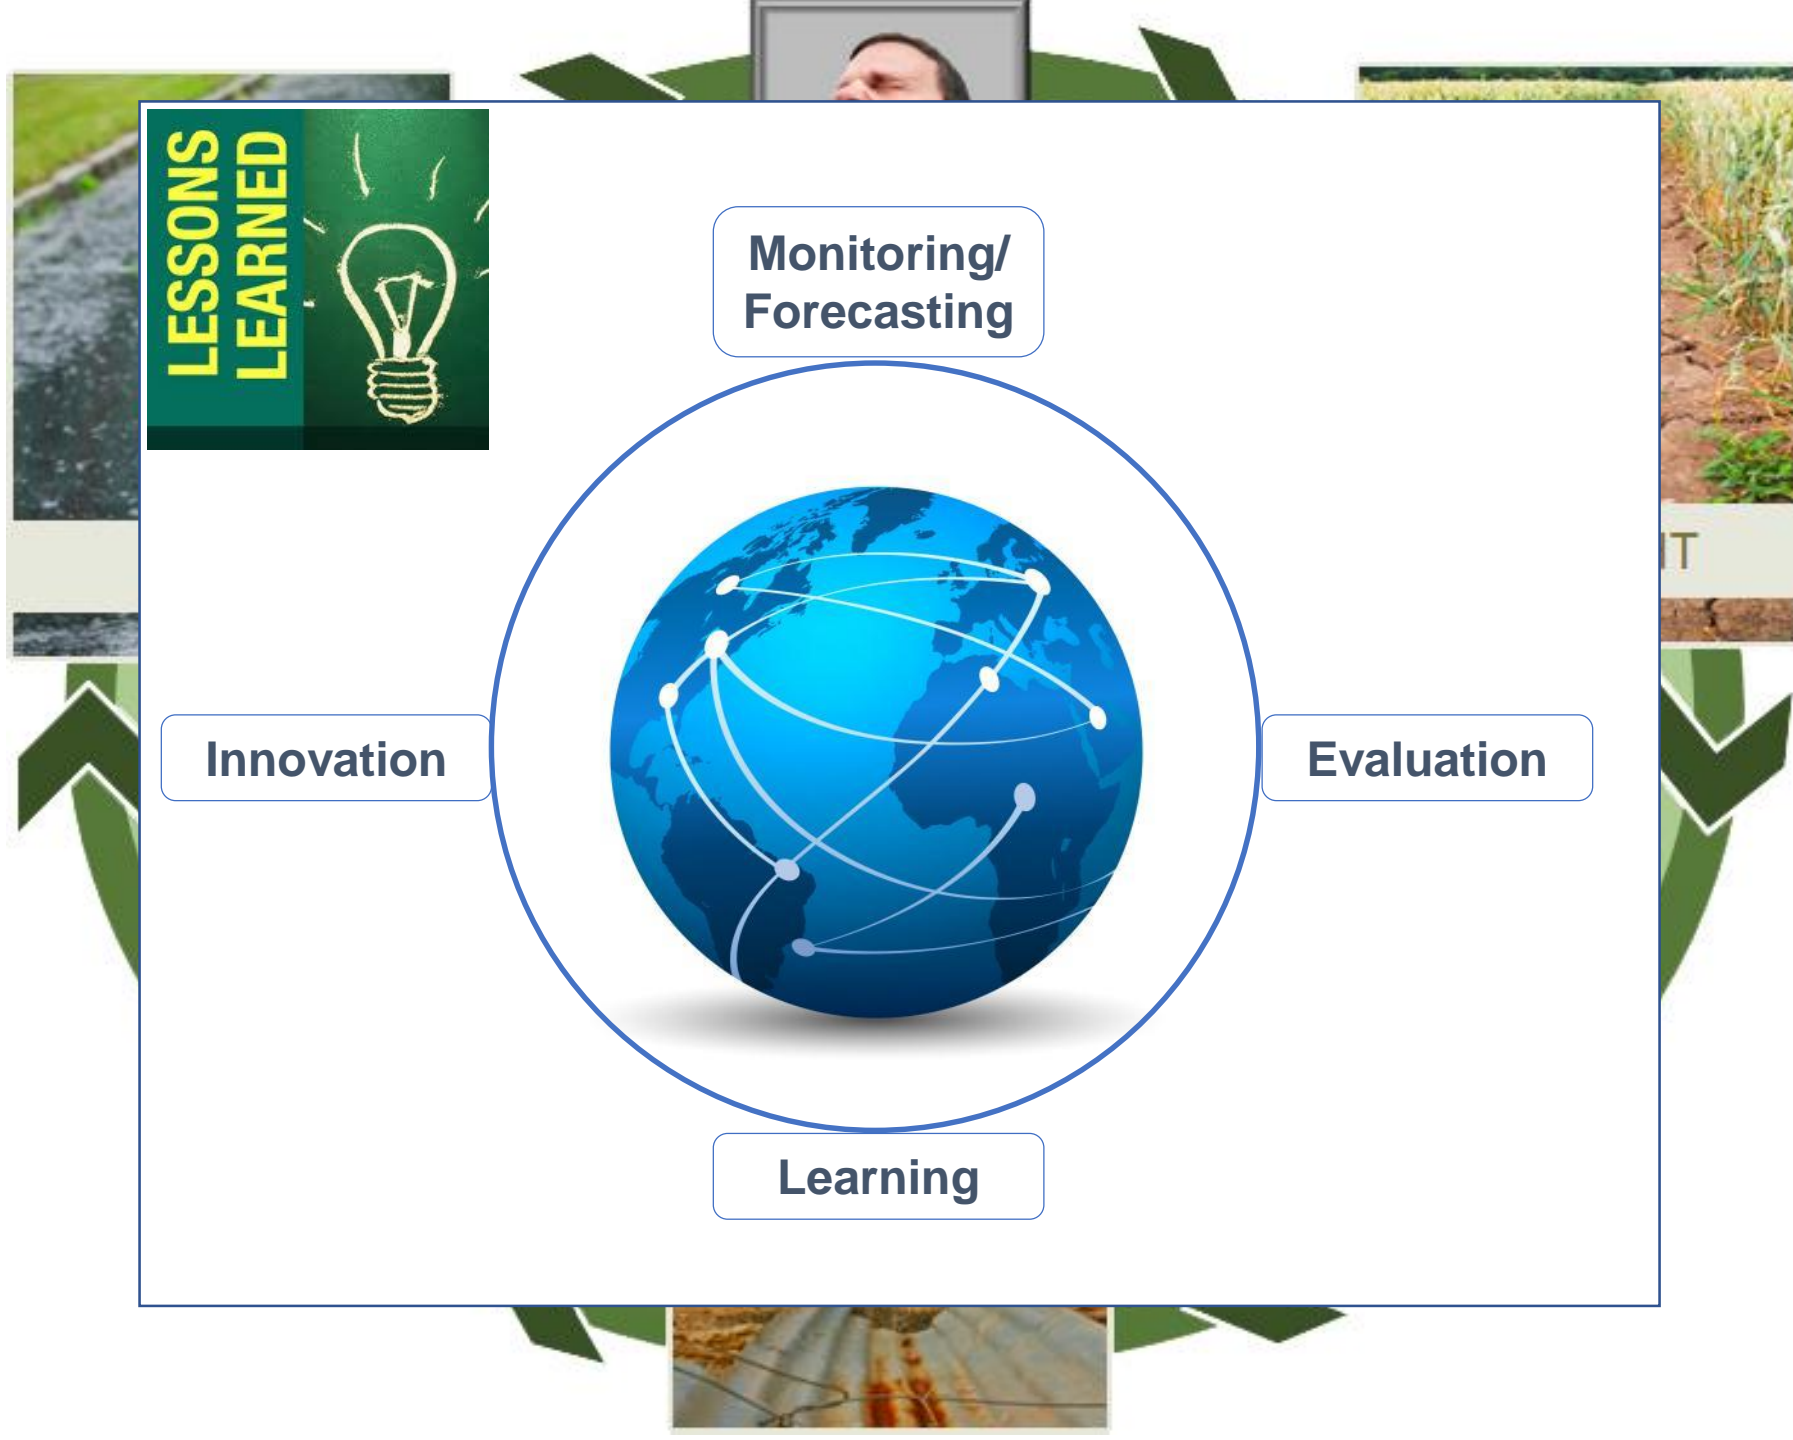 LESSONS
LEARNED
Monitoring/
Forecasting
Innovation
Evaluation
Learning